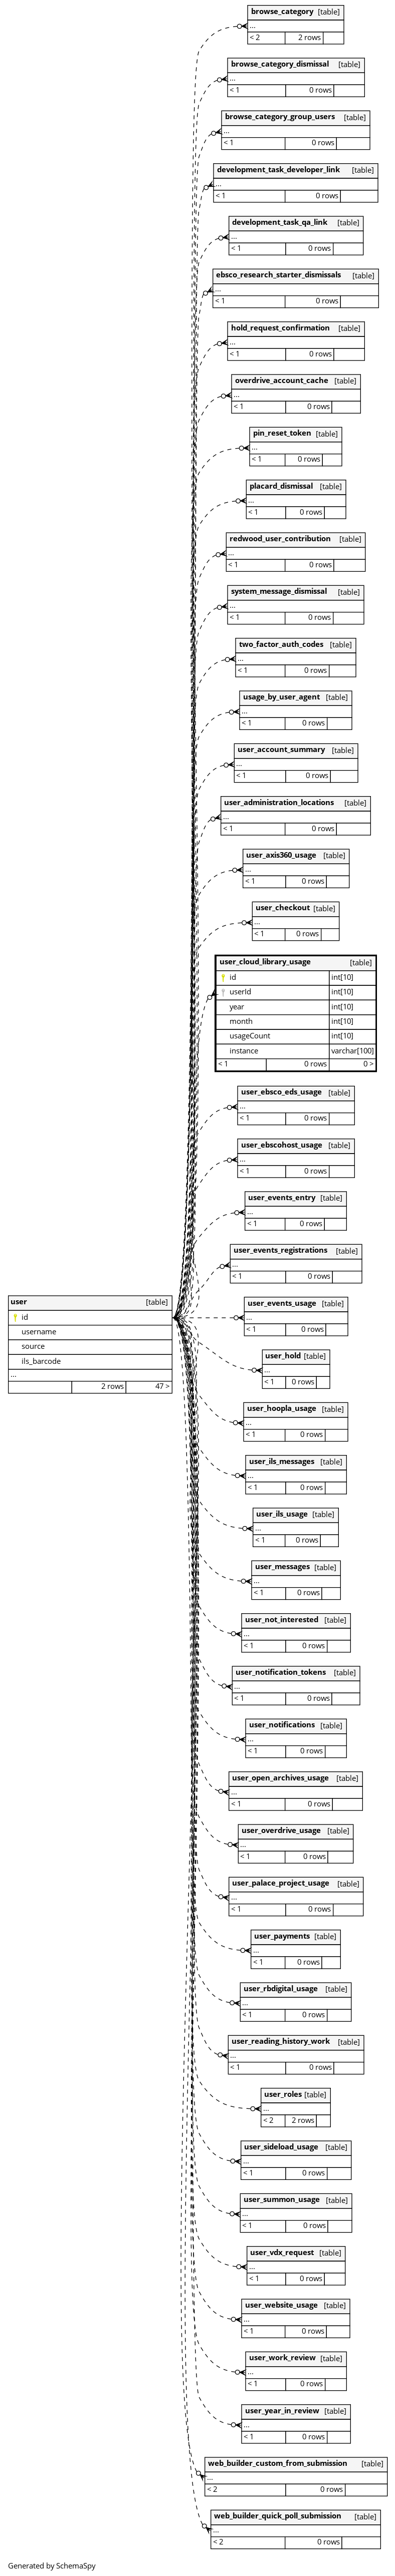 browse_category [table]
...
< 2 2 rows
browse_category_dismissal [table]
...
< 1 0 rows
browse_category_group_users [table]
...
< 1 0 rows
development_task_developer_link [table]
...
< 1 0 rows
development_task_qa_link [table]
...
< 1 0 rows
ebsco_research_starter_dismissals [table]
...
< 1 0 rows
hold_request_confirmation [table]
...
< 1 0 rows
overdrive_account_cache [table]
...
< 1 0 rows
pin_reset_token [table]
...
< 1 0 rows
placard_dismissal [table]
...
< 1 0 rows
redwood_user_contribution [table]
...
< 1 0 rows
system_message_dismissal [table]
...
< 1 0 rows
two_factor_auth_codes [table]
...
< 1 0 rows
usage_by_user_agent [table]
...
< 1 0 rows
user_account_summary [table]
...
< 1 0 rows
user_administration_locations [table]
...
< 1 0 rows
user_axis360_usage [table]
...
< 1 0 rows
user_checkout [table]
...
< 1 0 rows
user_cloud_library_usage [table]
id int[10]
userId int[10]
year int[10]
month int[10]
usageCount int[10]
instance varchar[100]
< 1 0 rows 0 >
user_ebsco_eds_usage [table]
...
< 1 0 rows
user_ebscohost_usage [table]
...
< 1 0 rows
user_events_entry [table]
...
< 1 0 rows
user_events_registrations [table]
...
< 1 0 rows
user_events_usage [table]
...
< 1 0 rows
user [table]
id
username
source
ils_barcode
...
2 rows 47 >
user_hold [table]
...
< 1 0 rows
user_hoopla_usage [table]
...
< 1 0 rows
user_ils_messages [table]
...
< 1 0 rows
user_ils_usage [table]
...
< 1 0 rows
user_messages [table]
...
< 1 0 rows
user_not_interested [table]
...
< 1 0 rows
user_notification_tokens [table]
...
< 1 0 rows
user_notifications [table]
...
< 1 0 rows
user_open_archives_usage [table]
...
< 1 0 rows
user_overdrive_usage [table]
...
< 1 0 rows
user_palace_project_usage [table]
...
< 1 0 rows
user_payments [table]
...
< 1 0 rows
user_rbdigital_usage [table]
...
< 1 0 rows
user_reading_history_work [table]
...
< 1 0 rows
user_roles [table]
...
< 2 2 rows
user_sideload_usage [table]
...
< 1 0 rows
user_summon_usage [table]
...
< 1 0 rows
user_vdx_request [table]
...
< 1 0 rows
user_website_usage [table]
...
< 1 0 rows
user_work_review [table]
...
< 1 0 rows
user_year_in_review [table]
...
< 1 0 rows
web_builder_custom_from_submission [table]
...
< 2 0 rows
web_builder_quick_poll_submission [table]
...
< 2 0 rows
Generated by SchemaSpy